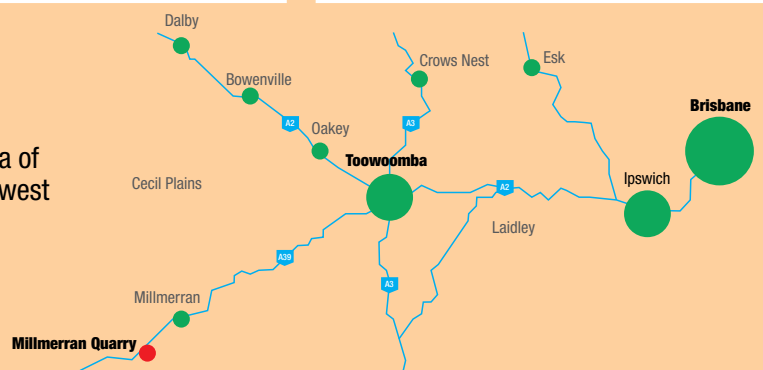 Dalby
Bowenville
Crows Nest
Esk
Brisbane
A2
A3
Oakey
a of
west
Toowoomba
Cecil Plains
A2
Ipswich
Laidley
A39
A3
Millmerran
Millmerran Quarry